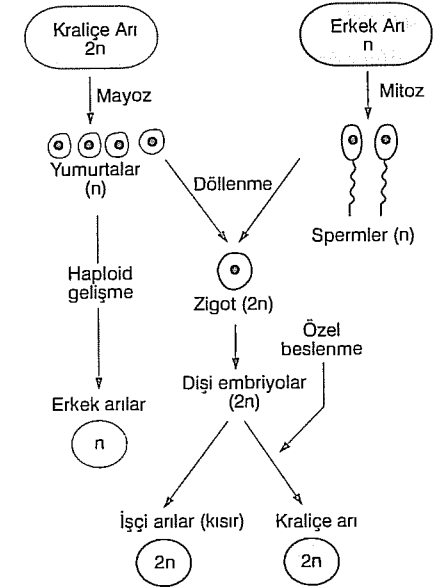 Kraliçe Arı
2n
Erkek Arı
n
Mayoz
Mitoz
Yumurtalar
(n)
Döllenme
Spermler (n)
Haploid
gelişme
Zigot (2n)
Özel
beslenme
Dişi embriyolar
(2n)
Erkek arılar
n
İşçi arılar (kısır)
2n
Kraliçe arı
2n